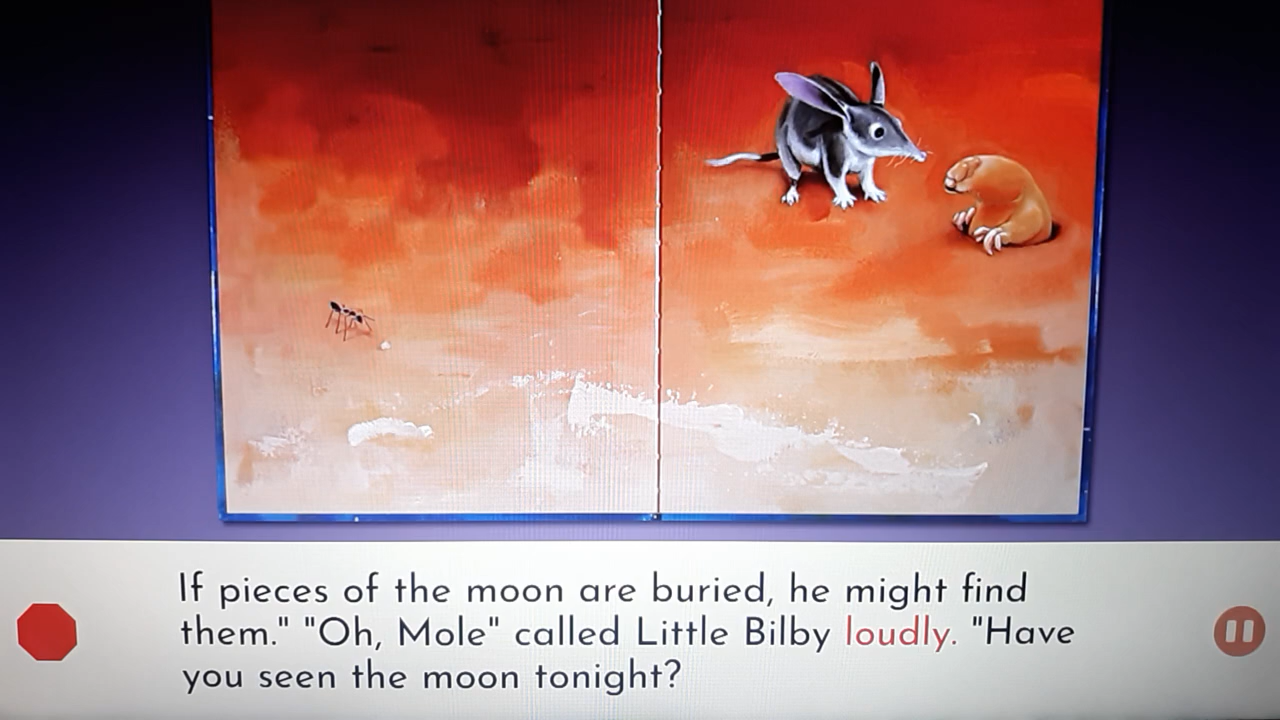 If pieces of the moon are buried, he might find
them." "Oh, Mole" called Little Bilby loudly. "Have
you seen the moon tonight?